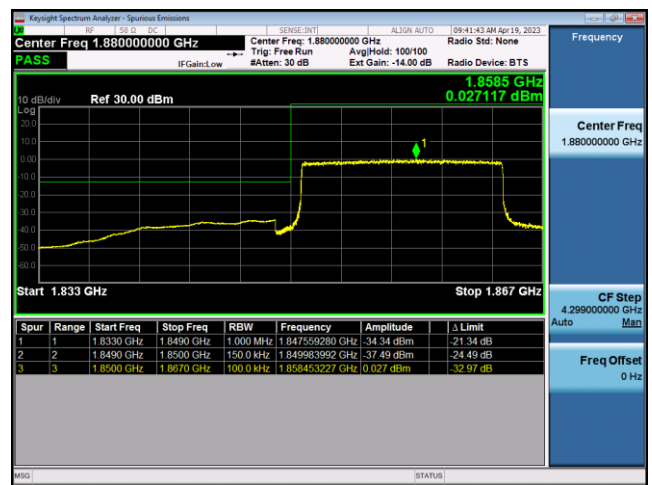 Keysight Spectrum Analyzer - Spurious Emissions
RF 50 Ω DC SENSE:INT ALIGN AUTO 09:41:43 AM Apr 19, 2023
Center Freq 1.880000000 GHz Center Freq: 1.880000000 GHz Radio Std: None Frequency
Trig: Free Run Avg|Hold: 100/100
PASS IFGain:Low #Atten: 30 dB Ext Gain: -14.00 dB Radio Device: BTS
1.8585 GHz
10 dB/div Ref 30.00 dBm 0.027117 dBm
Log
20.0
10.0
0.00
-10.0
-20.0
-30.0
-40.0
-50.0
-60.0
1
Start 1.833 GHz Stop 1.867 GHz
Center Freq
1.880000000 GHz
CF Step
4.299000000 GHz
Auto Man
Freq Offset
0 Hz
Spur Range Start Freq Stop Freq RBW Frequency Amplitude Δ Limit
1 1 1.8330 GHz 1.8490 GHz 1.000 MHz 1.847559280 GHz -34.34 dBm -21.34 dB
2 2 1.8490 GHz 1.8500 GHz 150.0 kHz 1.849983992 GHz -37.49 dBm -24.49 dB
3 3 1.8500 GHz 1.8670 GHz 100.0 kHz 1.858453227 GHz 0.027 dBm -32.97 dB
MSG STATUS